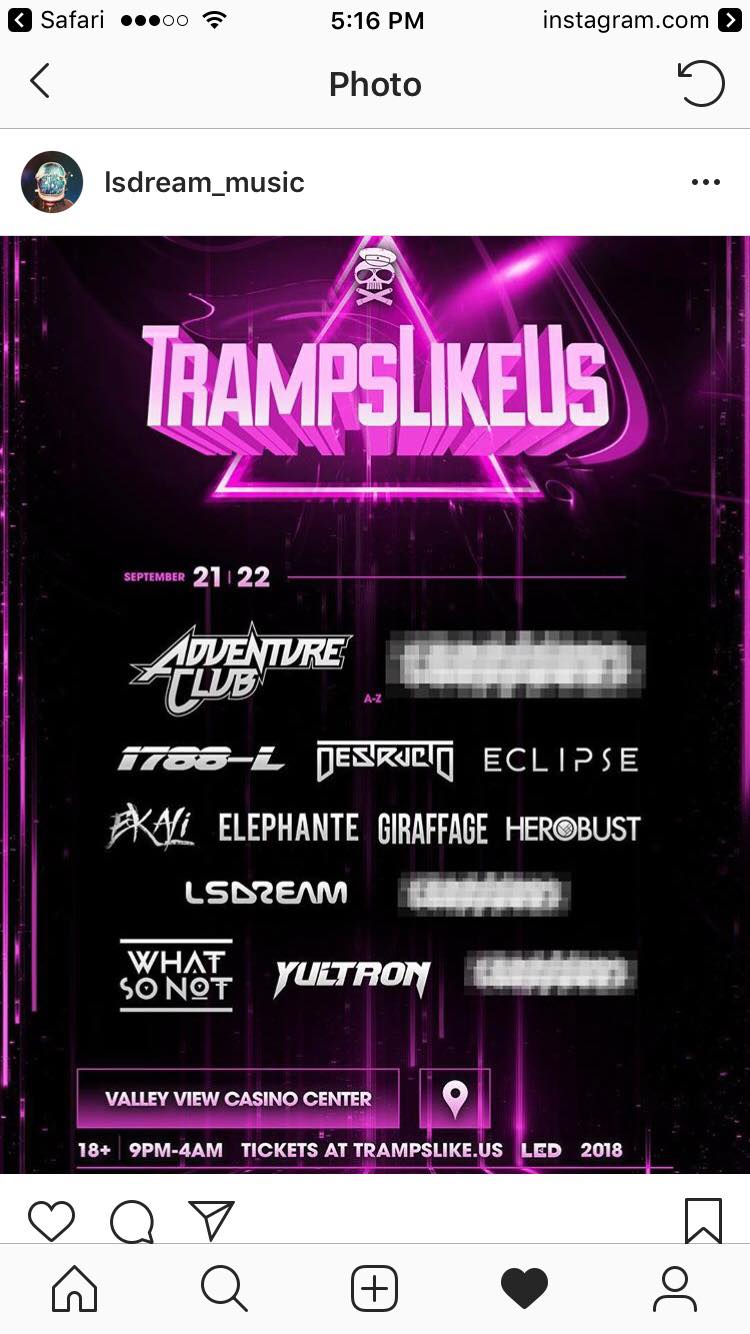 Safari 5:16 PM instagram.com
Photo
lsdream_music
TRAMPSLIKEUS
SEPTEMBER 21 | 22
ADVENTURE
CLUB
A-Z
1788-L DESTRUCTO ECLIPSE
EKALI ELEPHANTE GIRAFFAGE HEROBUST
LSDREAM
WHAT
SO NOT YULTRON
VALLEY VIEW CASINO CENTER
18+ 9PM-4AM TICKETS AT TRAMPSLIKE.US LED 2018